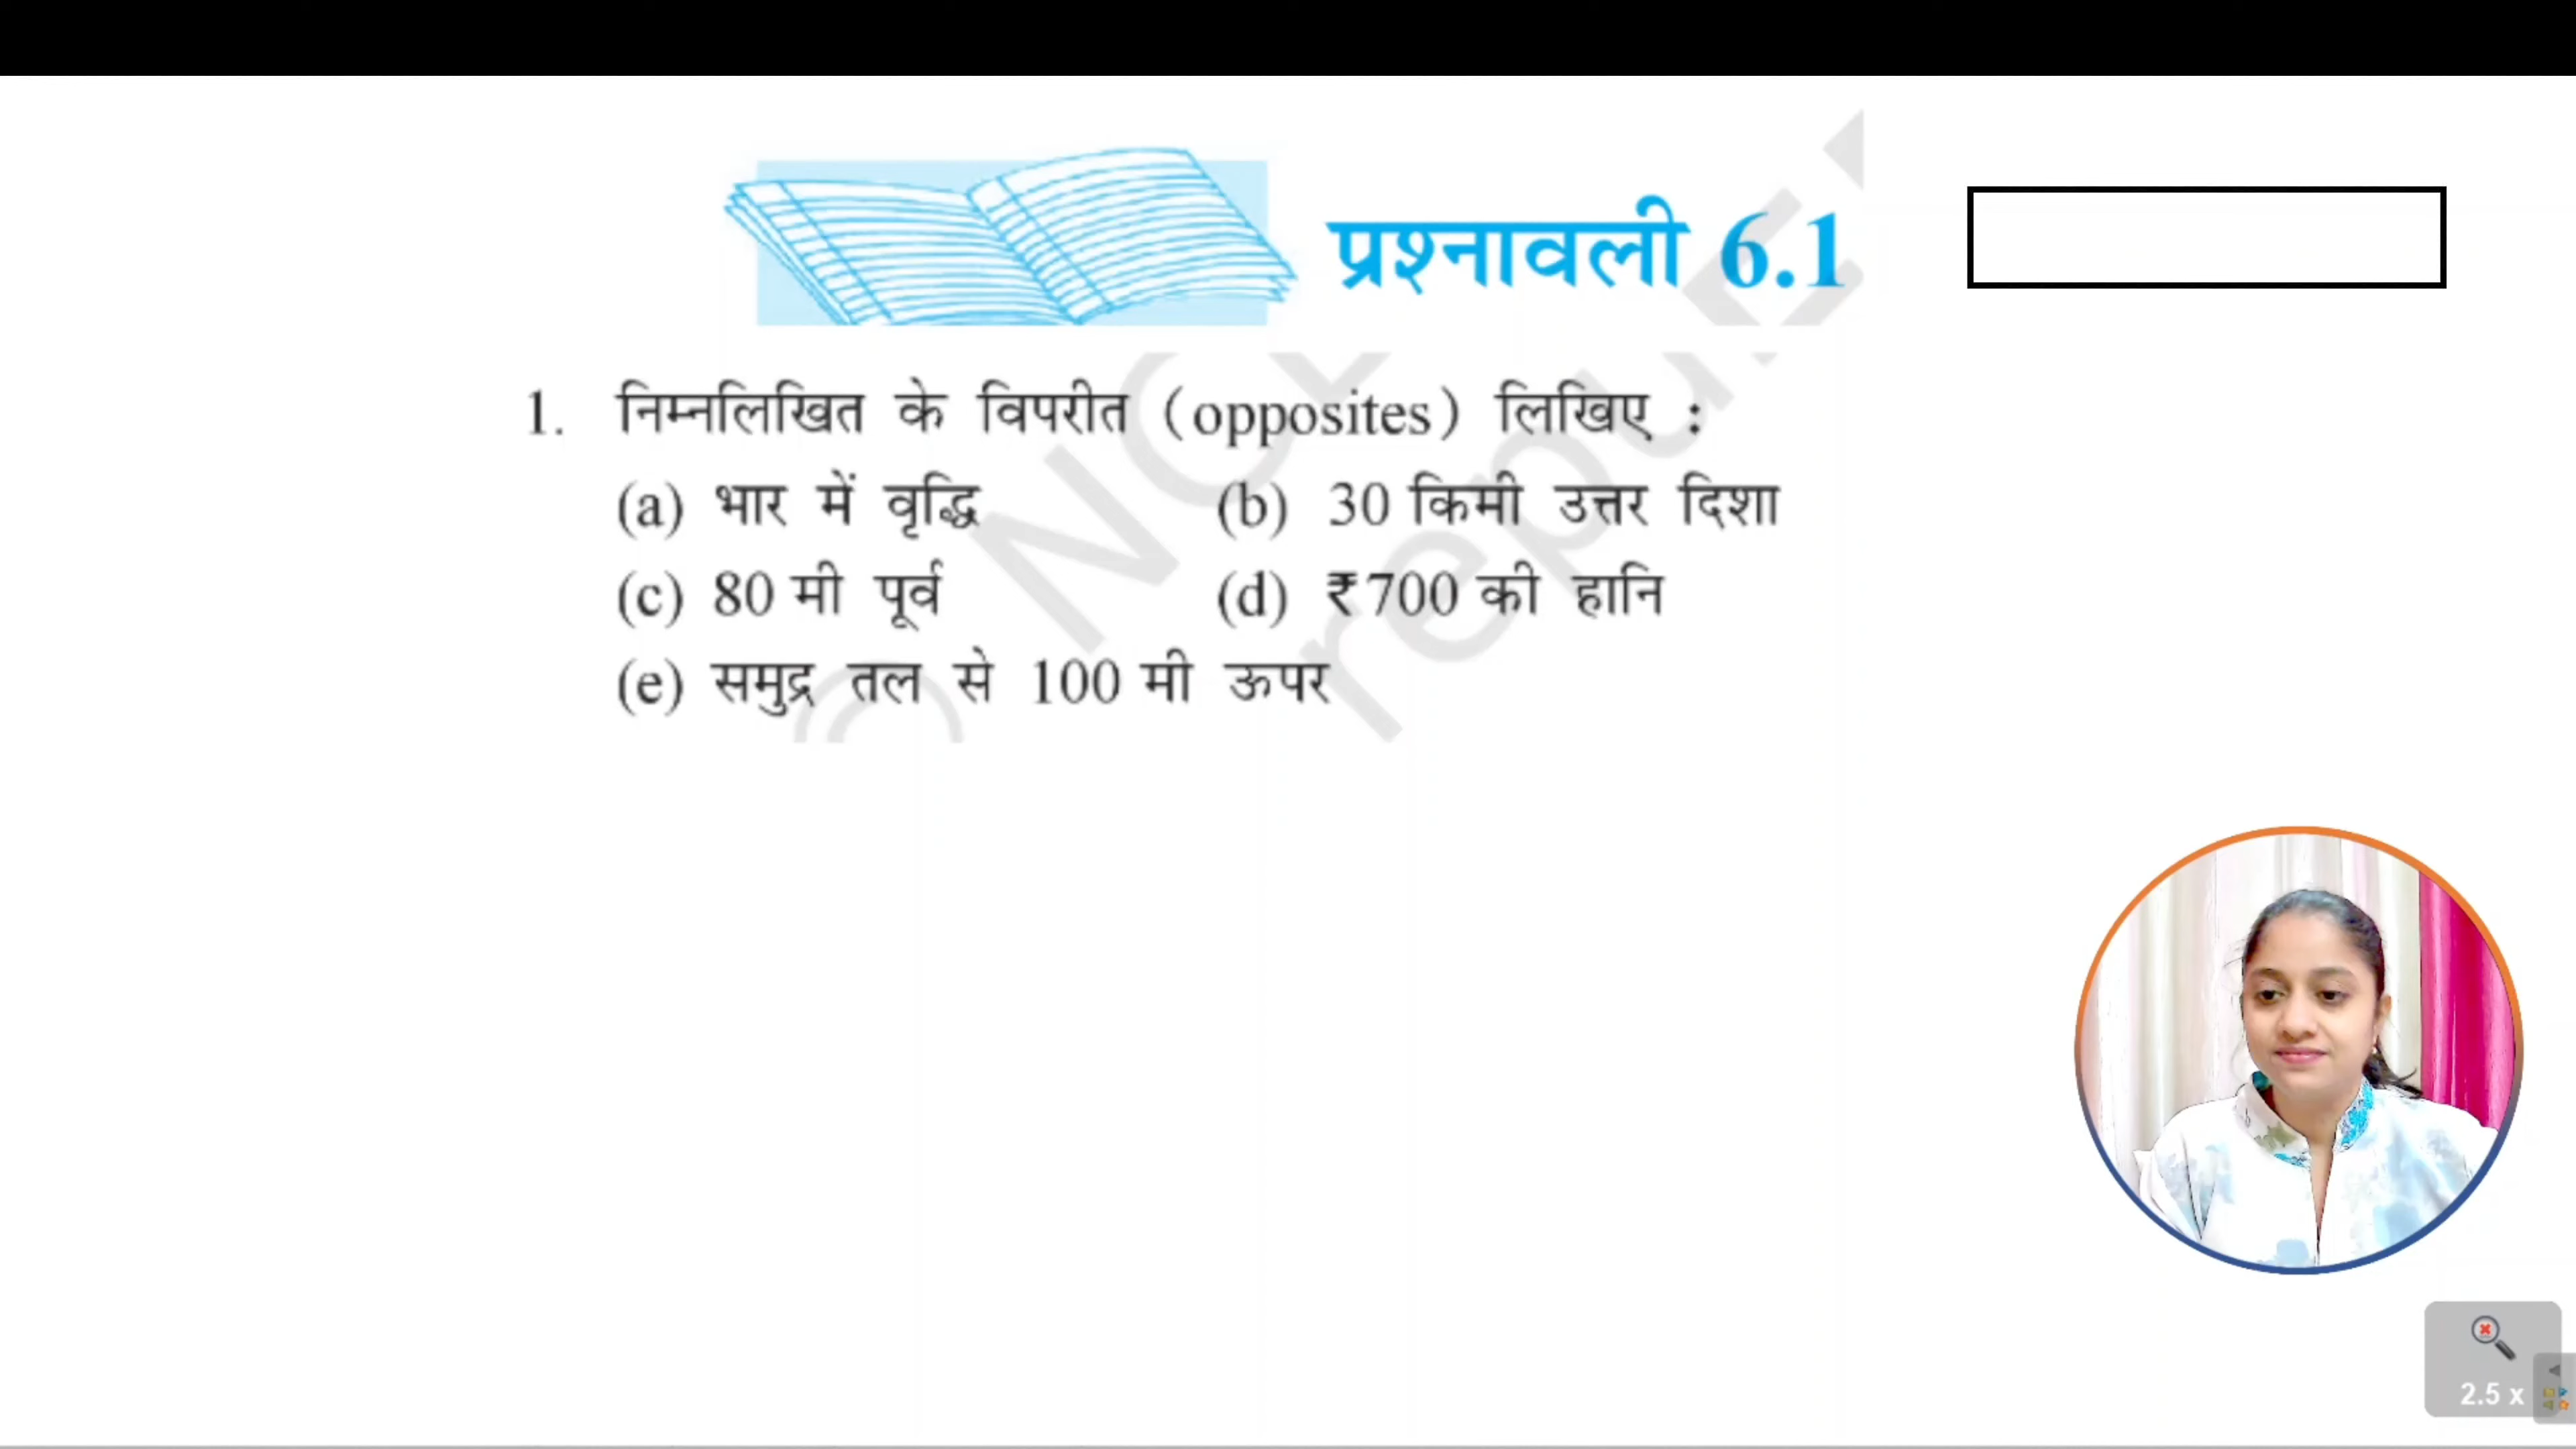 प्रश्नावली 6.1
1. निम्नलिखित के विपरीत (opposites) लिखिए :
(a) भार में वृद्धि (b) 30 किमी उत्तर दिशा
(c) 80 मी पूर्व (d) ₹700 की हानि
(e) समुद्र तल से 100 मी ऊपर
2.5 x